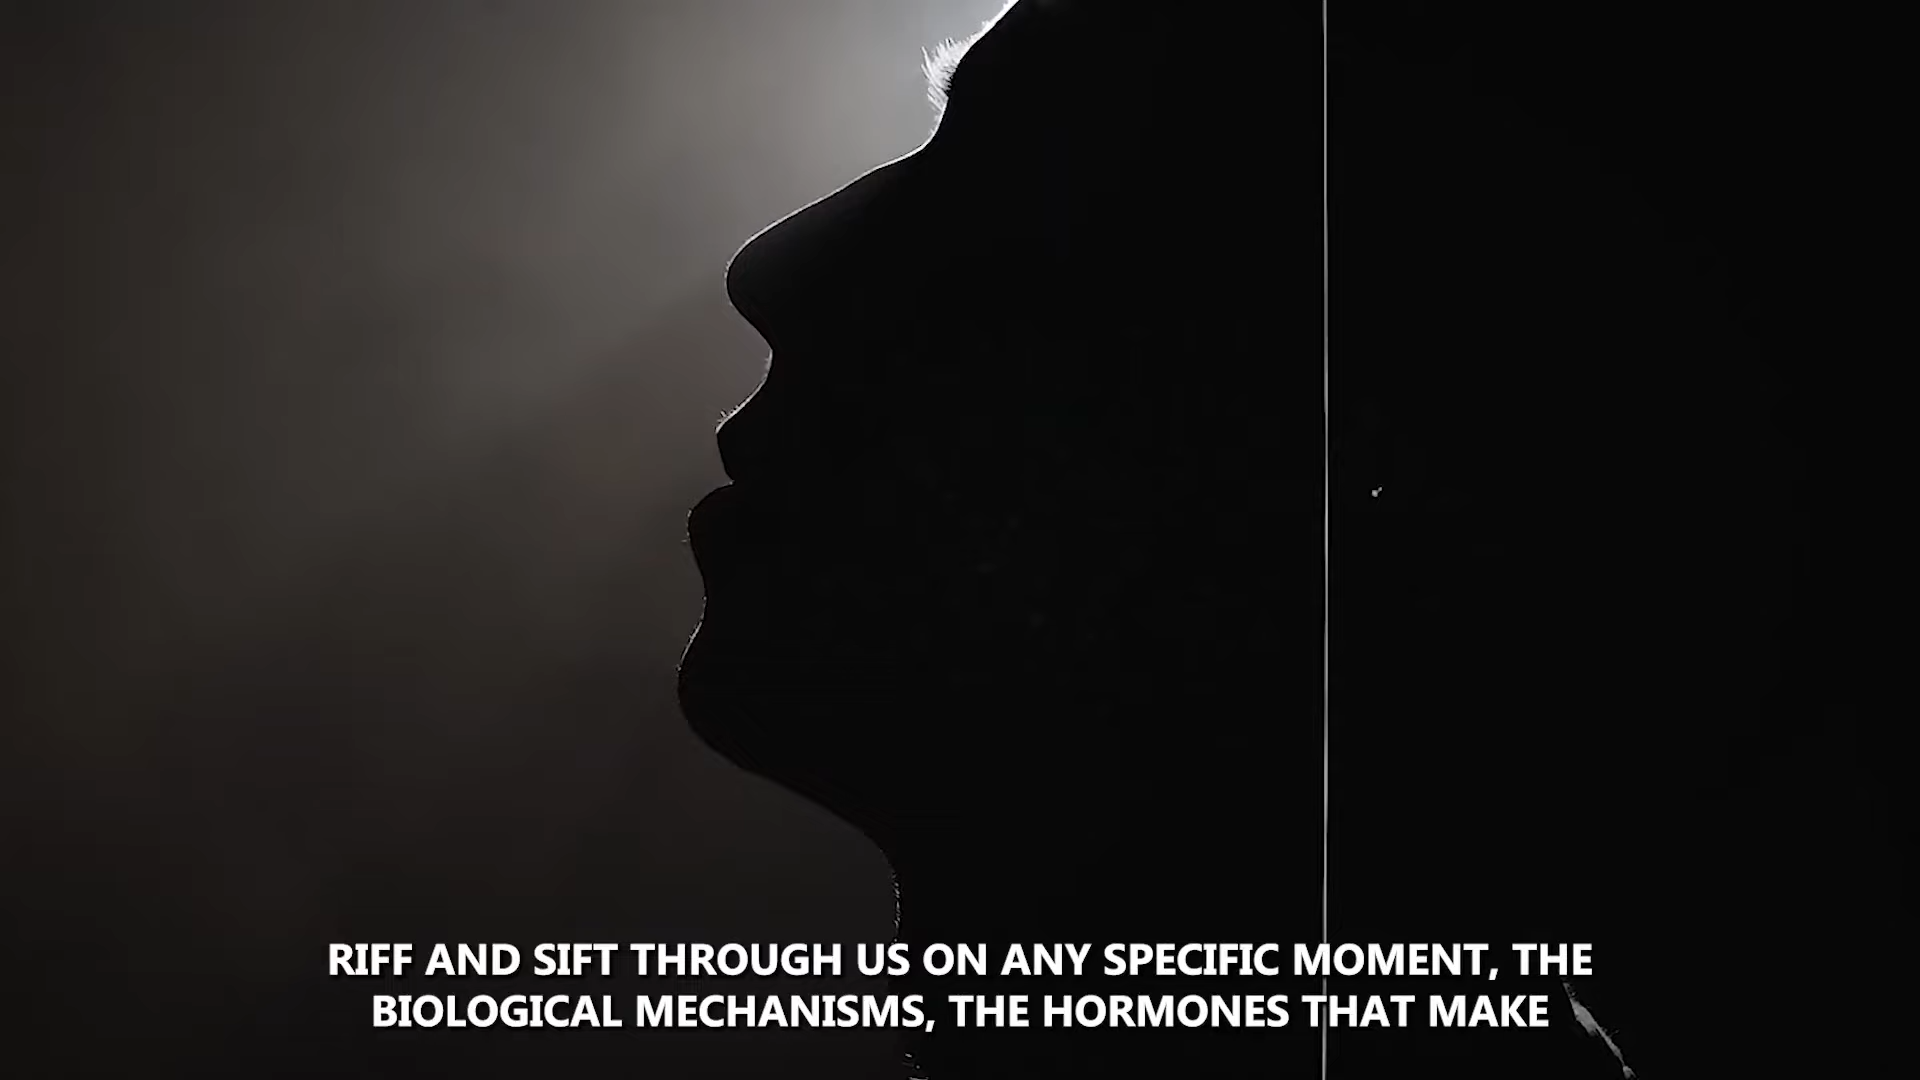 RIFF AND SIFT THROUGH US ON ANY SPECIFIC MOMENT, THE
BIOLOGICAL MECHANISMS, THE HORMONES THAT MAKE